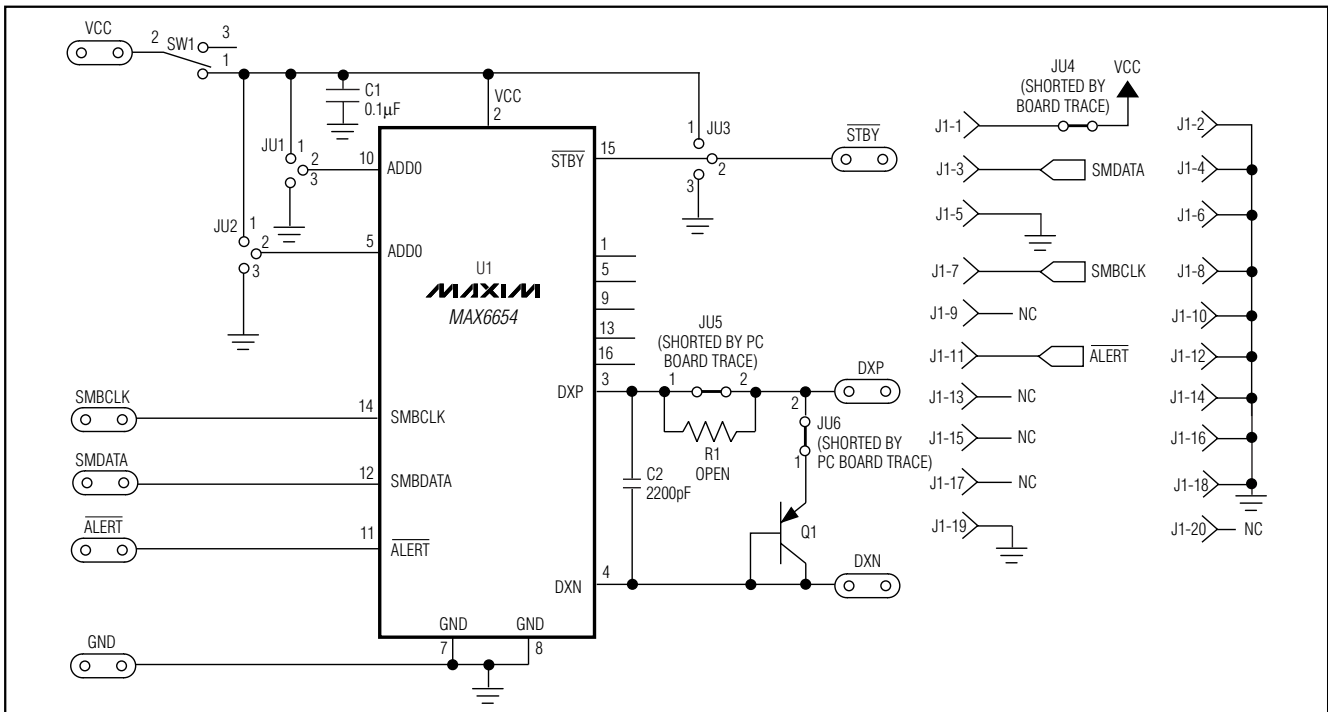 VCC
2
SW1
3
1
C1
0.1μF
VCC
2
JU1
1
2
3
10
ADD0
JU2
1
2
3
5
ADD0
U1
MAXIM
MAX6654
STBY
15
1
JU3
2
3
STBY
1
5
9
13
16
JU5
(SHORTED BY PC
BOARD TRACE)
1
2
DXP
3
DXP
R1
OPEN
2
JU6
(SHORTED BY
PC BOARD TRACE)
1
C2
2200pF
Q1
DXN
4
DXN
SMBCLK
14
SMBCLK
SMDATA
12
SMBDATA
ALERT
11
ALERT
GND
GND
7
GND
8
JU4
(SHORTED BY
BOARD TRACE)
VCC
J1-1
J1-3
SMDATA
J1-5
J1-7
SMBCLK
J1-9
NC
J1-11
ALERT
J1-13
NC
J1-15
NC
J1-17
NC
J1-19
J1-2
J1-4
J1-6
J1-8
J1-10
J1-12
J1-14
J1-16
J1-18
J1-20
NC